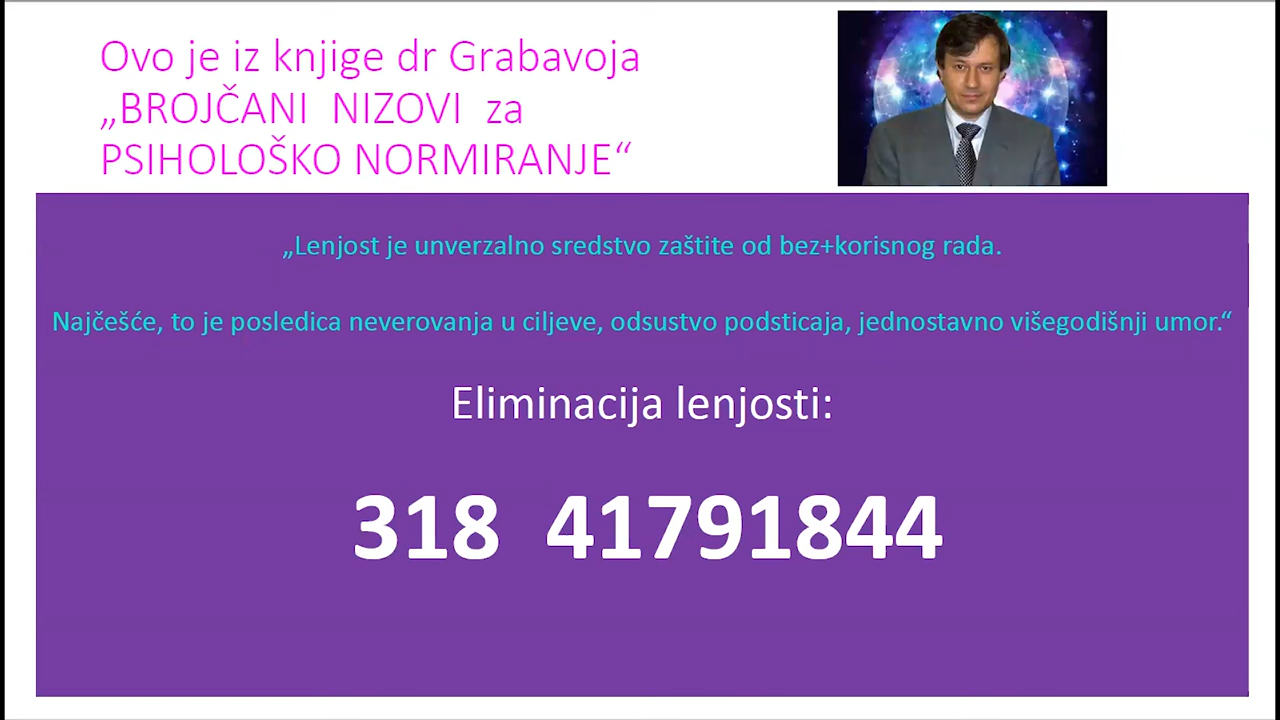 Ovo je iz knjige dr Grabavoja
„BROJČANI NIZOVI za
PSIHOLOŠKO NORMIRANJE“
„Lenjost je unverzalno sredstvo zaštite od bez+korisnog rada.
Najčešće, to je posledica neverovanja u ciljeve, odsustvo podsticaja, jednostavno višegodišnji umor.“
Eliminacija lenjosti:
318 41791844